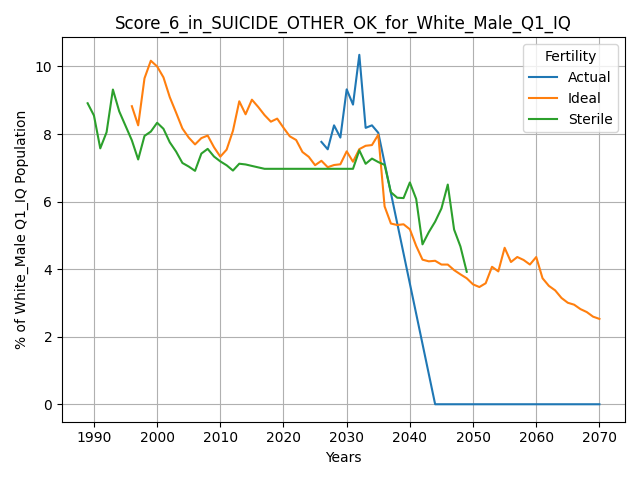 Score_6_in_SUICIDE_OTHER_OK_for_White_Male_Q1_IQ
Fertility
Actual
Ideal
Sterile
% of White_Male Q1_IQ Population
10
8
6
4
2
0
1990 2000 2010 2020 2030 2040 2050 2060 2070
Years